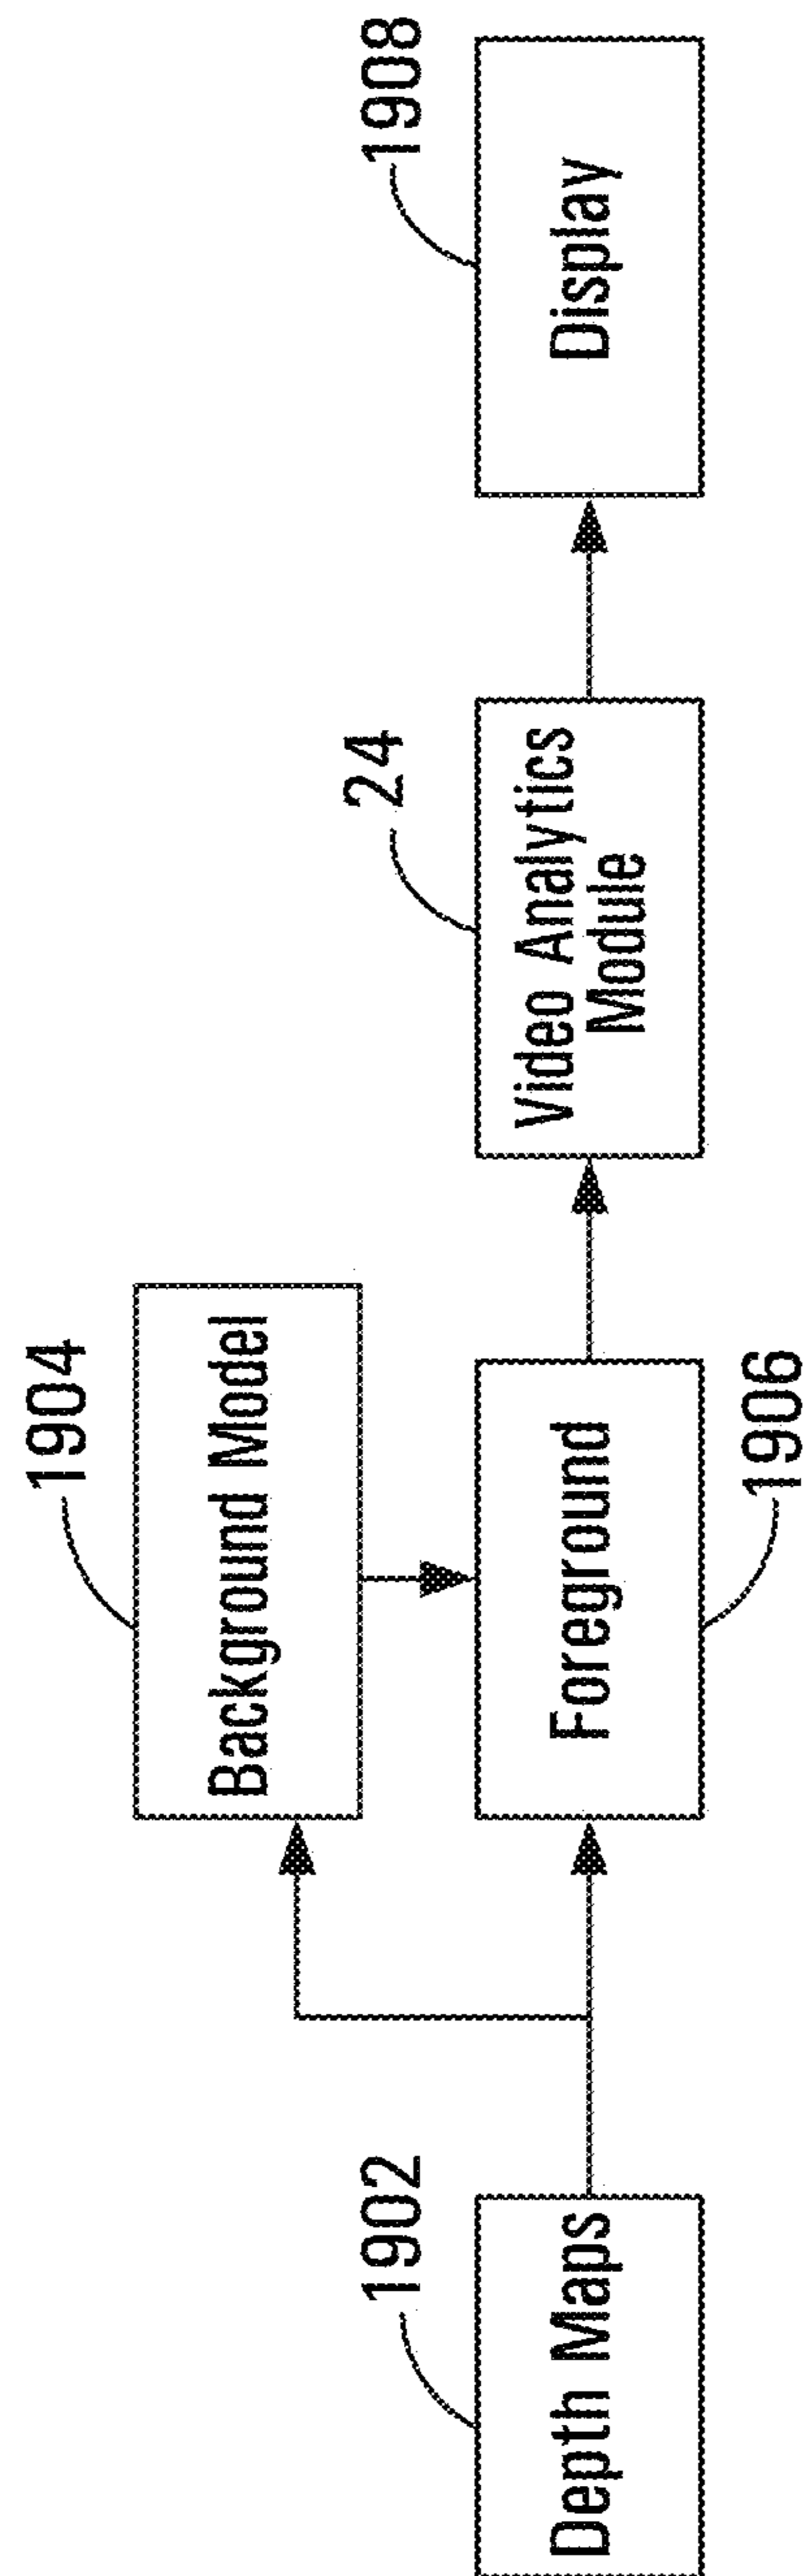 1902
Depth Maps
1904
Background Model
Foreground
1906
24
Video Analytics
Module
1908
Display